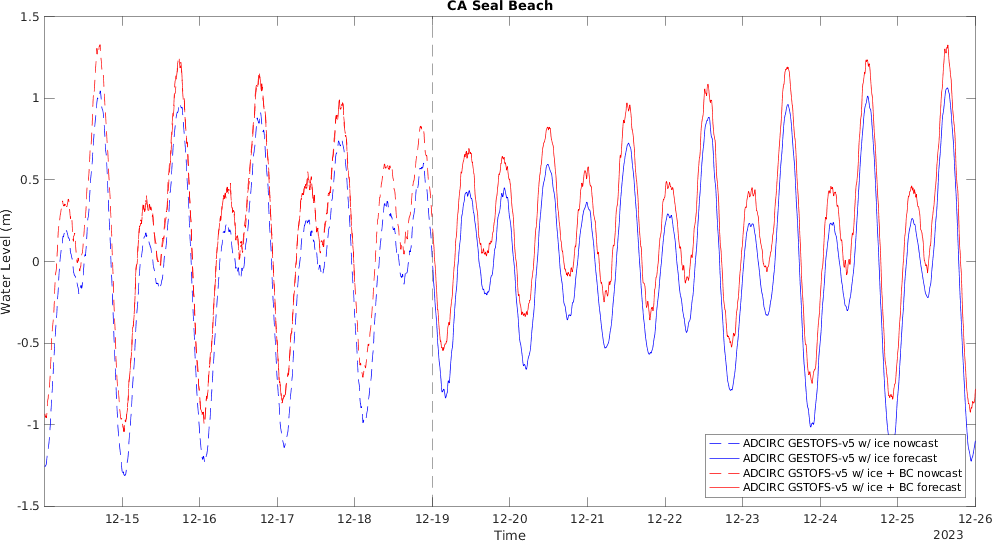 CA Seal Beach
1.5
1
0.5
0
-0.5
-1
-1.5
Water Level (m)
ADCIRC GESTOFS-v5 w/ ice nowcast
ADCIRC GESTOFS-v5 w/ ice forecast
ADCIRC GSTOFS-v5 w/ ice + BC nowcast
ADCIRC GSTOFS-v5 w/ ice + BC forecast
12-15 12-16 12-17 12-18 12-19 12-20 12-21 12-22 12-23 12-24 12-25 12-26
Time
2023